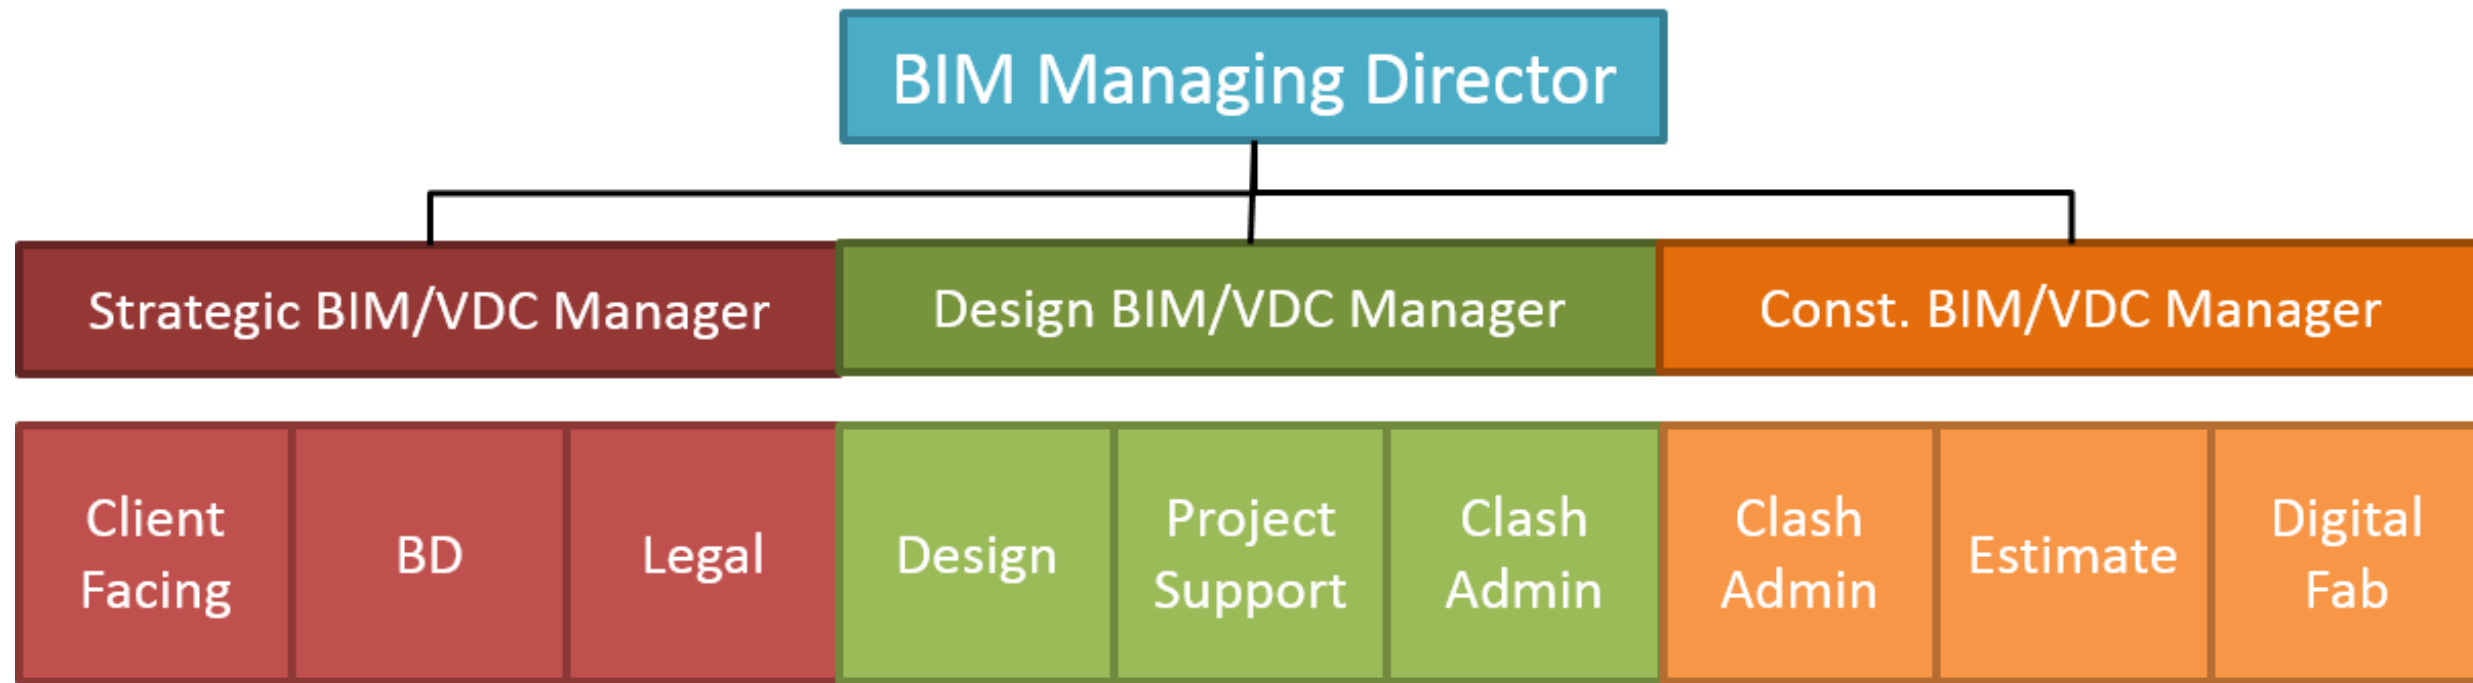 BIM Managing Director
Strategic BIM/VDC Manager
Design BIM/VDC Manager
Const. BIM/VDC Manager
Client
Facing
BD
Legal
Design
Project
Support
Clash
Admin
Clash
Admin
Estimate
Digital
Fab